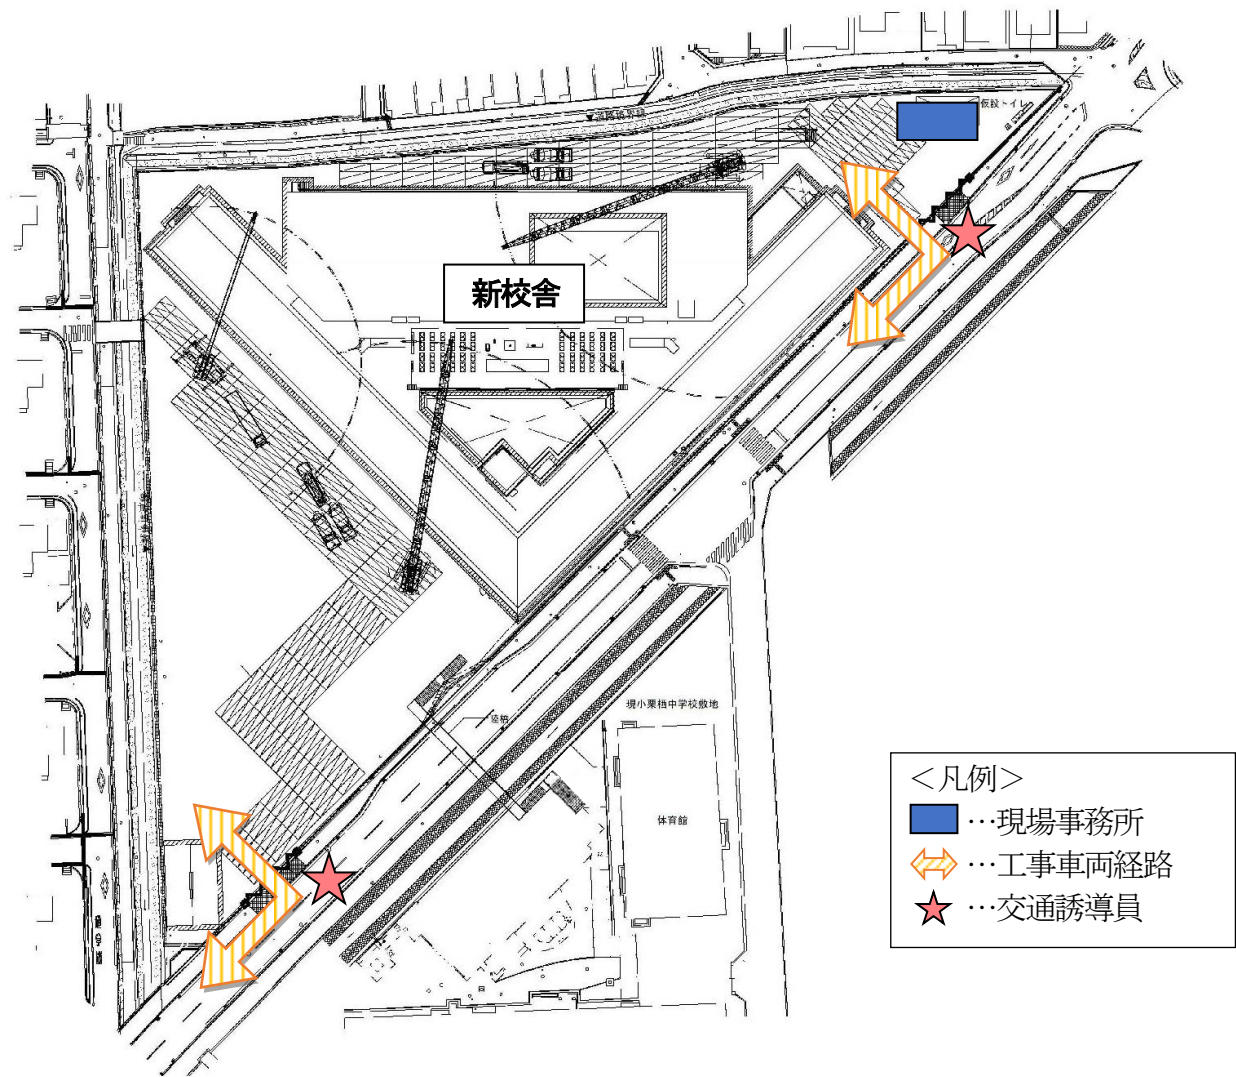 仮設トイレ
新校舎
陸橋
現小栗栖中学校敷地
体育館
＜凡例＞
…現場事務所
…工事車両経路
…交通誘導員